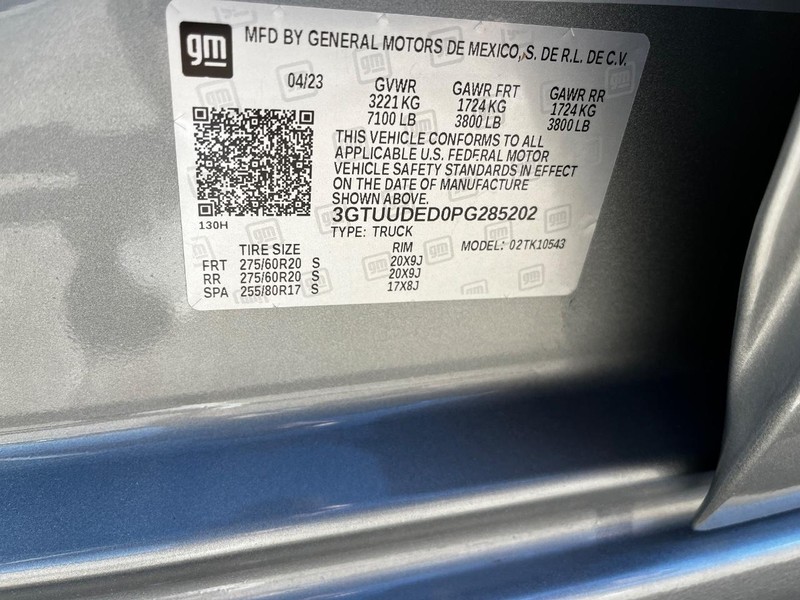 gm
MFD BY GENERAL MOTORS DE MEXICO, S. DE R.L. DE C.V.
04/23 GVWR GAWR FRT GAWR RR
3221 KG 1724 KG 1724 KG
7100 LB 3800 LB 3800 LB
THIS VEHICLE CONFORMS TO ALL
APPLICABLE U.S. FEDERAL MOTOR
VEHICLE SAFETY STANDARDS IN EFFECT
ON THE DATE OF MANUFACTURE
SHOWN ABOVE.
130H
3GTUUDED0PG285202
TYPE: TRUCK
TIRE SIZE RIM MODEL: 02TK10543
FRT 275/60R20 S 20X9J
RR 275/60R20 S 20X9J
SPA 255/80R17 S 17X8J